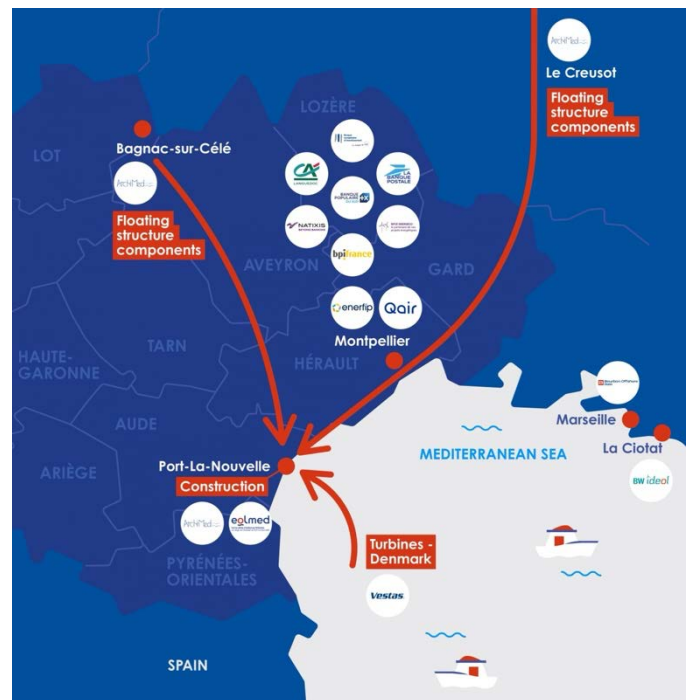 ArchiMed
Le Creusot
Floating
structure
components
LOZÈRE
Bagnac-sur-Célé
LOT
ArchiMed
Floating
structure
components
CA
LA
BANQUE
POSTALE
BANQUE
POPULAIRE
NATIXIS
bpifrance
AVEYRON
GARD
enerfip
Qair
Montpellier
TARN
HAUTE-
GARONNE
HÉRAULT
AUDE
Marseille
La Ciotat
MEDITERRANEAN SEA
BW ideol
ARIÈGE
Port-La-Nouvelle
Construction
ArchiMed
eolmed
Turbines -
Denmark
PYRÉNÉES-
ORIENTALES
Vestas
SPAIN